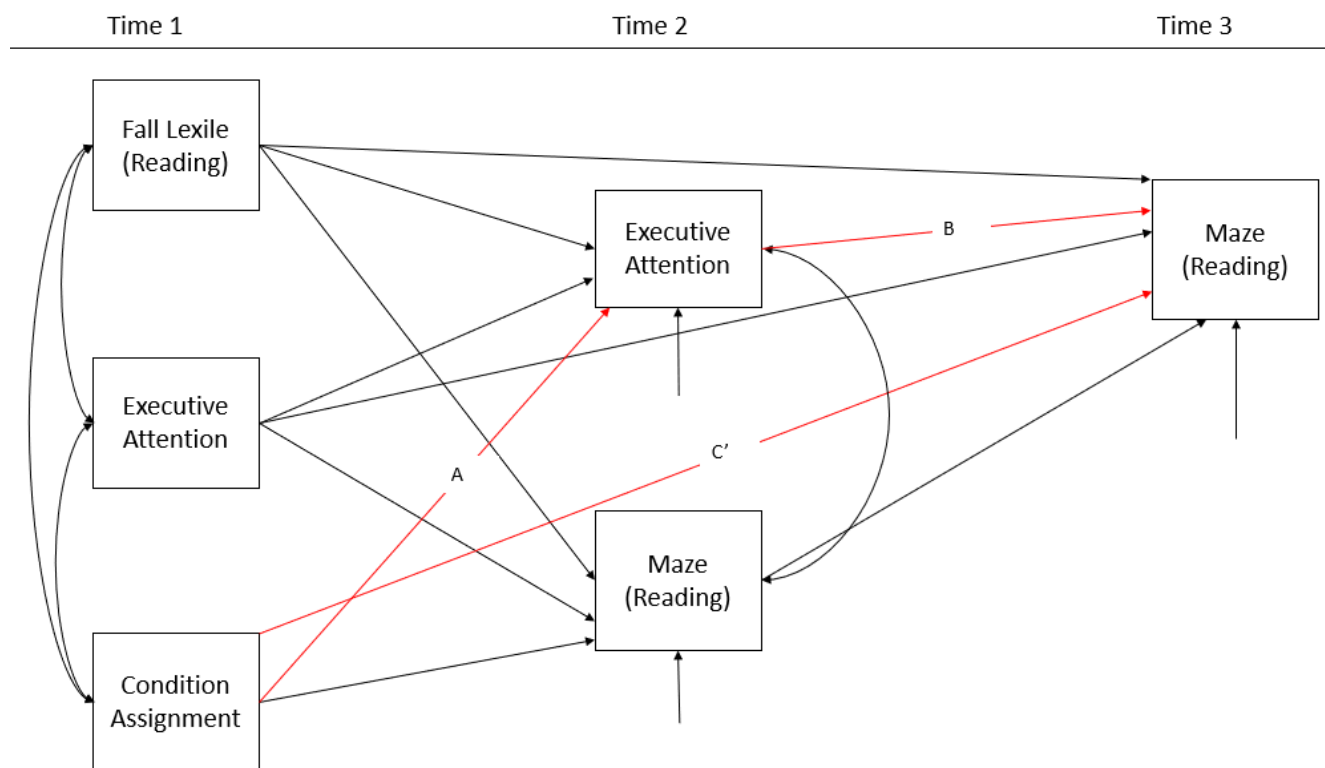 Time 1
Time 2
Time 3
Fall Lexile
(Reading)
Executive
Attention
B
Maze
(Reading)
Executive
Attention
A
C’
Maze
(Reading)
Condition
Assignment